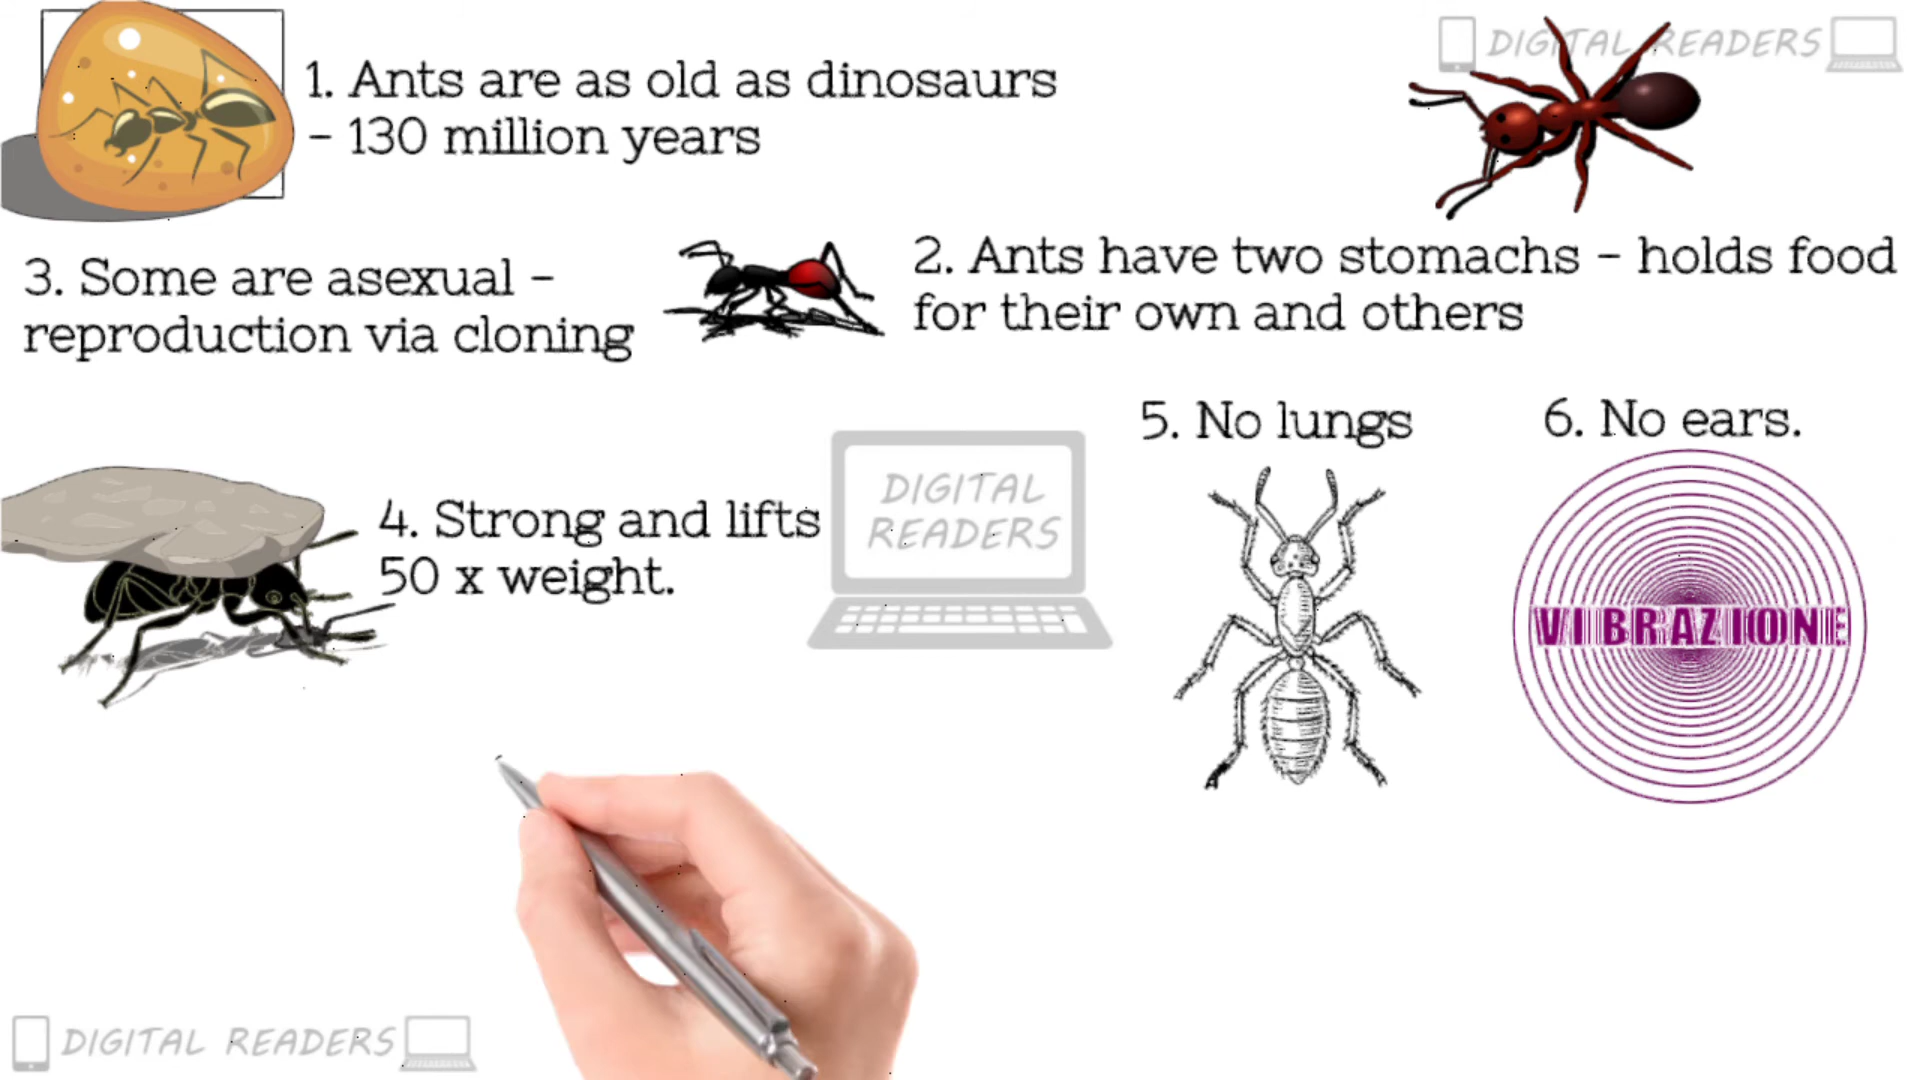 DIGITAL READERS
1. Ants are as old as dinosaurs
- 130 million years
2. Ants have two stomachs - holds food
for their own and others
3. Some are asexual -
reproduction via cloning
4. Strong and lifts
50 x weight.
DIGITAL
READERS
5. No lungs
6. No ears.
VIBRAZIONE
DIGITAL READERS